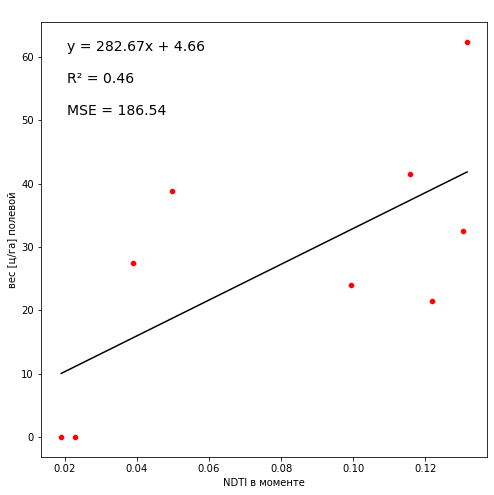 y = 282.67x + 4.66
R² = 0.46
MSE = 186.54
60
50
40
30
20
10
0
вес [ц/га] полевой
0.02 0.04 0.06 0.08 0.10 0.12
NDTI в моменте